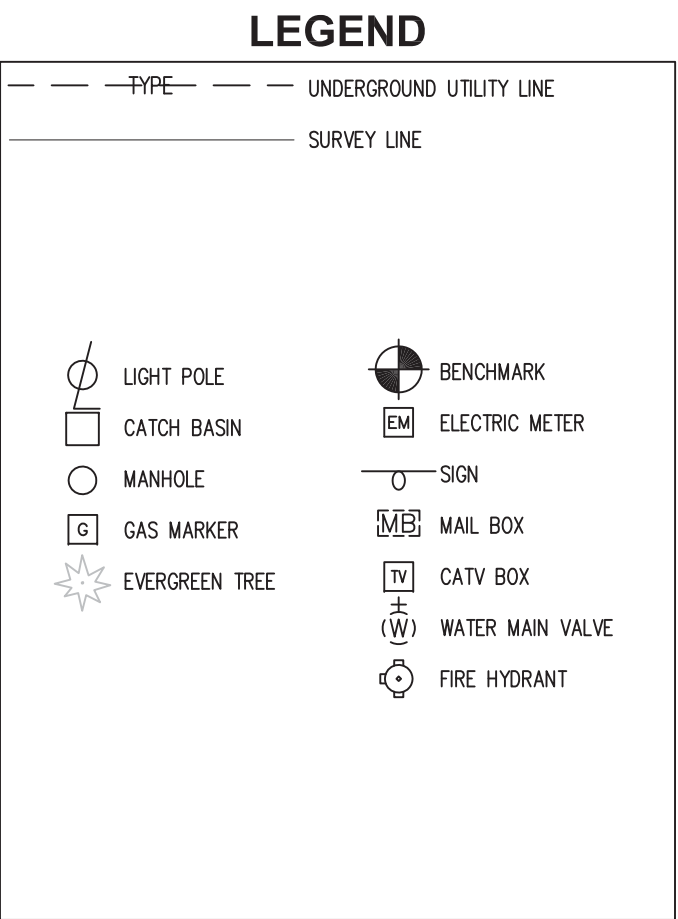 LEGEND
TYPE UNDERGROUND UTILITY LINE
SURVEY LINE
LIGHT POLE
CATCH BASIN
MANHOLE
G GAS MARKER
EVERGREEN TREE
BENCHMARK
EM ELECTRIC METER
SIGN
MB MAIL BOX
TV CATV BOX
(W) WATER MAIN VALVE
FIRE HYDRANT